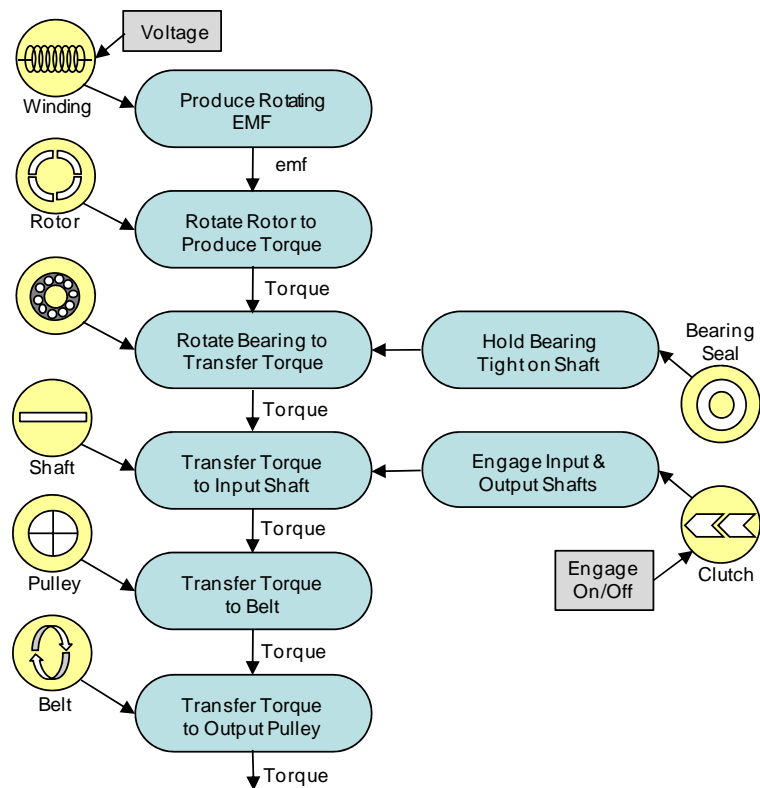 Voltage
Winding
Produce Rotating
EMF
emf
Rotor
Rotate Rotor to
Produce Torque
Torque
Rotate Bearing to
Transfer Torque
Hold Bearing
Tight on Shaft
Bearing
Seal
Torque
Shaft
Transfer Torque
to Input Shaft
Engage Input &
Output Shafts
Clutch
Engage
On/Off
Torque
Pulley
Transfer Torque
to Belt
Torque
Belt
Transfer Torque
to Output Pulley
Torque